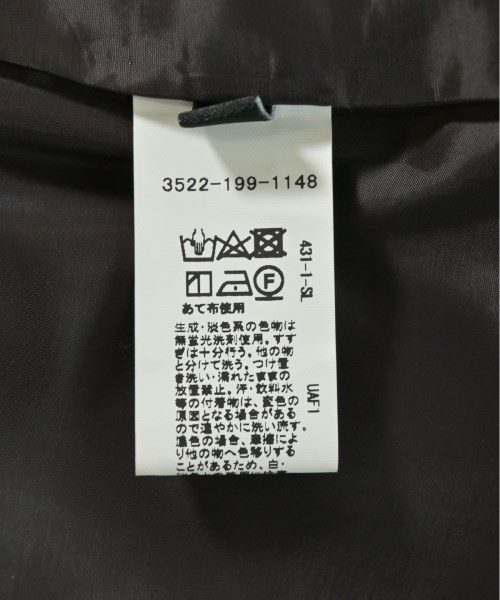 3522-199-1148
431-1-SL
F
あて布使用
生成・淡色系の色物は
無蛍光洗剤使用。すす
ぎは十分行う。他の物
と分けて洗う。つけ置
き洗い・濡れたままの
放置禁止。汗・飲料水
等の付着物は、変色の
原因となる場合がある
ので速やかに洗い流す。
濃色の場合、摩擦によ
り他の物へ色移りする
ことがあるため、白・
UAF1